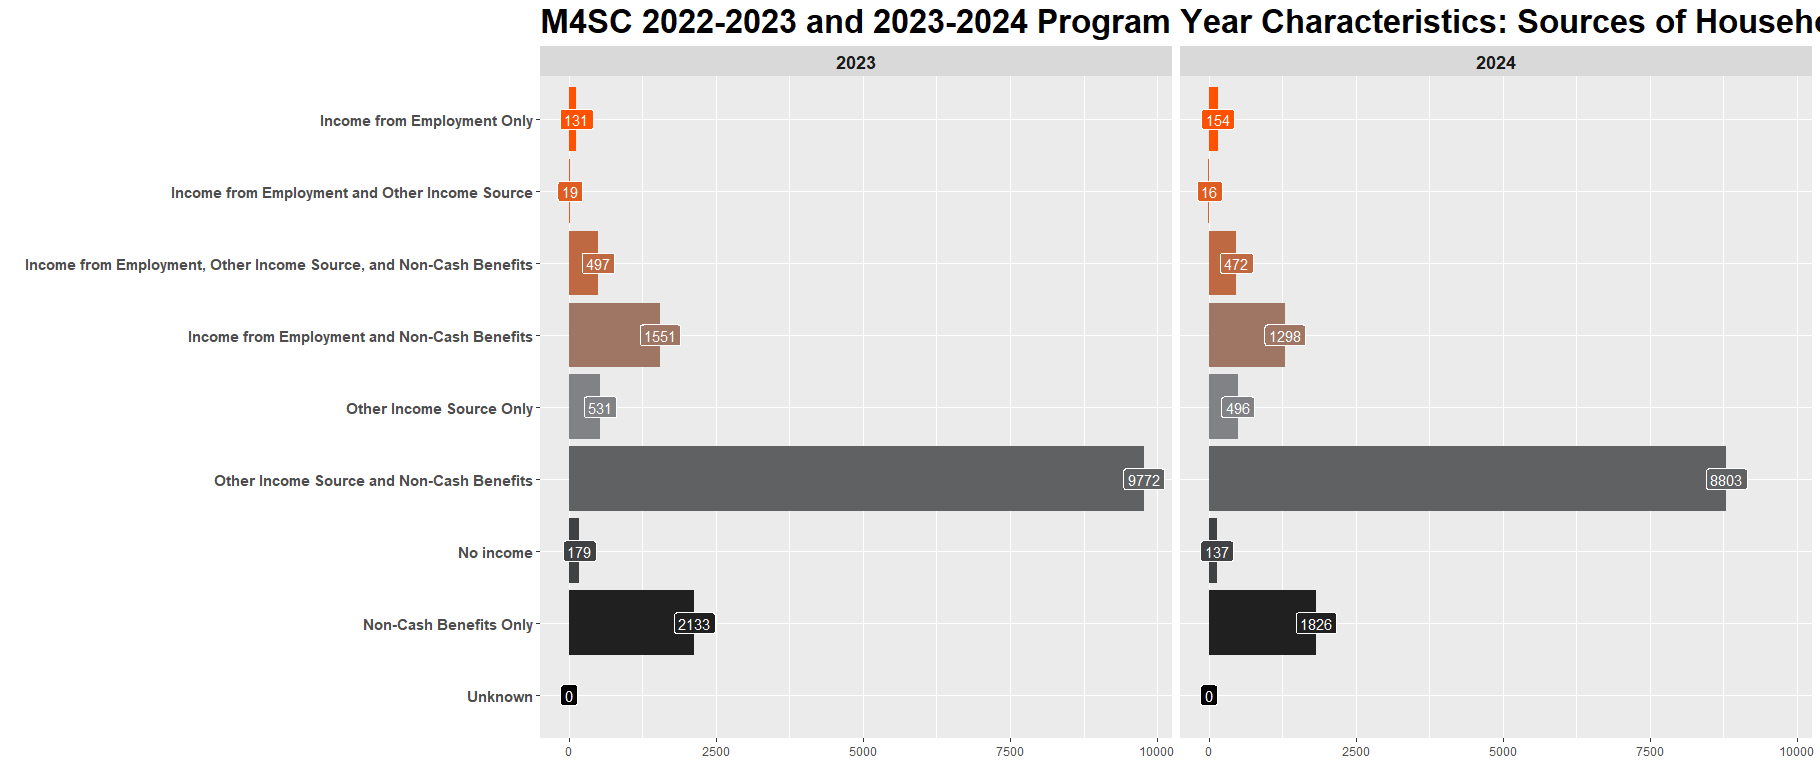 M4SC 2022-2023 and 2023-2024 Program Year Characteristics: Sources of Househo
2023
2024
Income from Employment Only
131
154
Income from Employment and Other Income Source
19
16
Income from Employment, Other Income Source, and Non-Cash Benefits
497
472
Income from Employment and Non-Cash Benefits
1551
1298
Other Income Source Only
531
496
Other Income Source and Non-Cash Benefits
9772
8803
No income
179
137
Non-Cash Benefits Only
2133
1826
Unknown
0
0
0 2500 5000 7500 10000
0 2500 5000 7500 10000